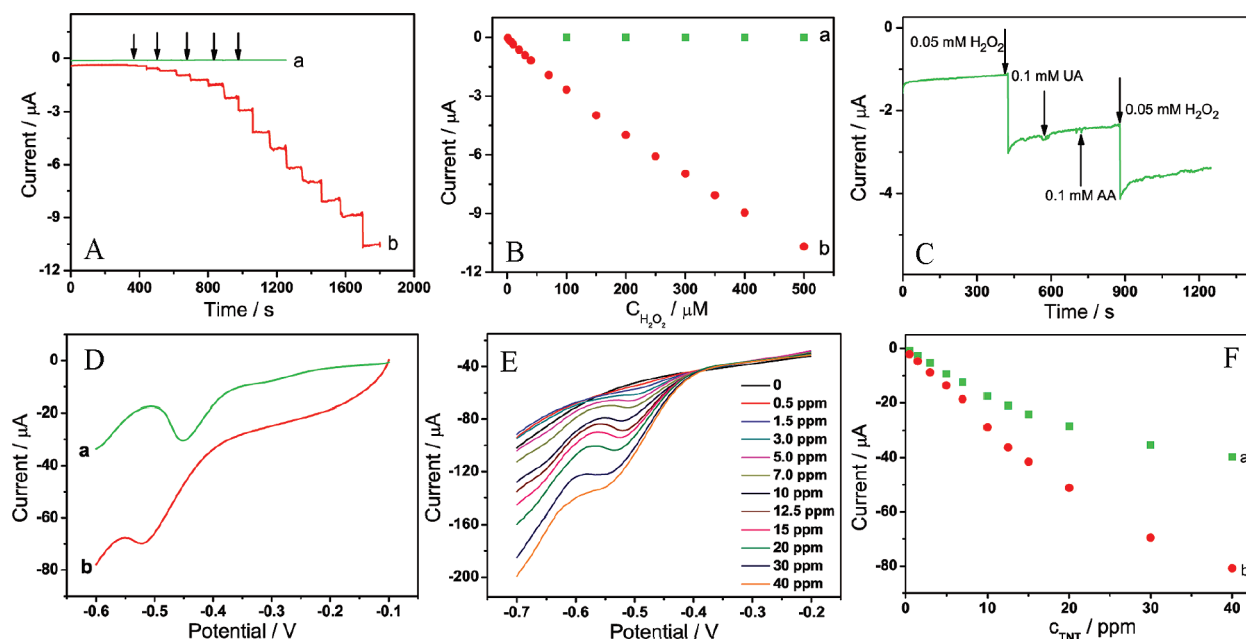 A
0
-3
-6
-9
-12
Current / μA
a
b
0 400 800 1200 1600 2000
Time / s
B
0
-3
-6
-9
-12
Current / μA
a
b
0 100 200 300 400 500
C_H₂O₂ / μM
C
0
-2
-4
-6
Current / μA
0.05 mM H₂O₂
0.1 mM UA
0.05 mM H₂O₂
0.1 mM AA
0 300 600 900 1200
Time / s
D
0
-20
-40
-60
-80
Current / μA
a
b
-0.6 -0.5 -0.4 -0.3 -0.2 -0.1
Potential / V
E
-40
-80
-120
-160
-200
Current / μA
0
0.5 ppm
1.5 ppm
3.0 ppm
5.0 ppm
7.0 ppm
10 ppm
12.5 ppm
15 ppm
20 ppm
30 ppm
40 ppm
-0.7 -0.6 -0.5 -0.4 -0.3 -0.2
Potential / V
F
0
-20
-40
-60
-80
Current / μA
a
b
0 10 20 30 40
c_TNT / ppm